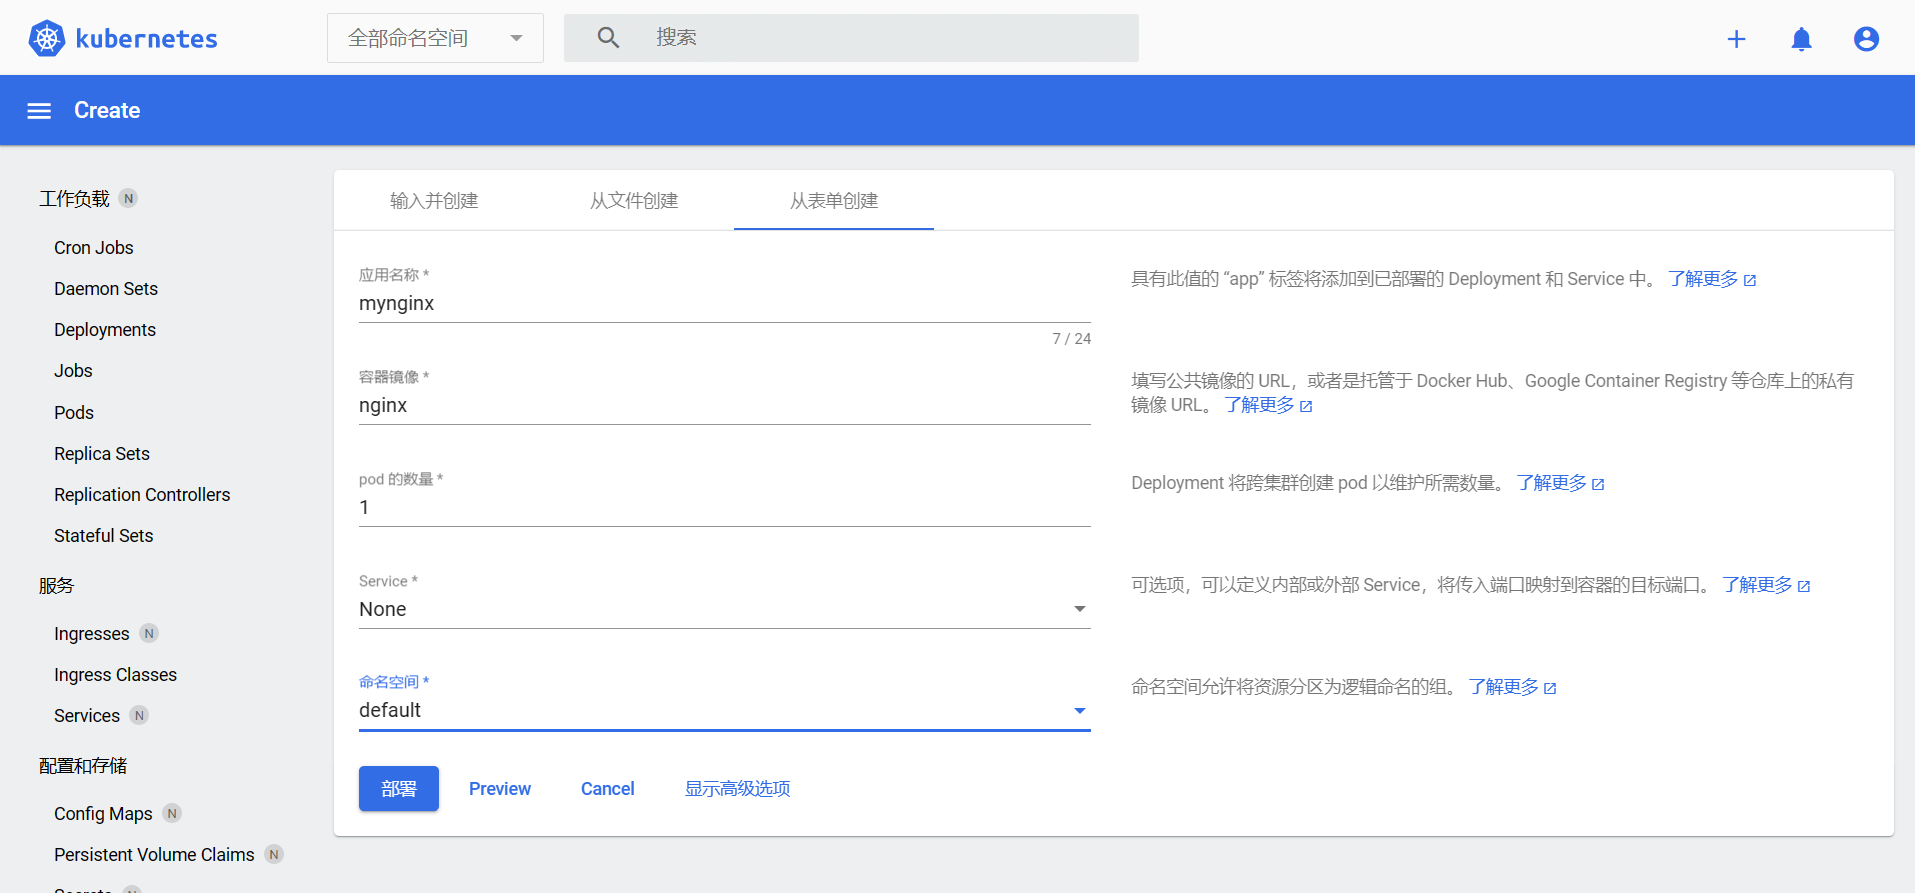 kubernetes
全部命名空间
搜索
Create
工作负载 N
Cron Jobs
Daemon Sets
Deployments
Jobs
Pods
Replica Sets
Replication Controllers
Stateful Sets
服务
Ingresses N
Ingress Classes
Services N
配置和存储
Config Maps N
Persistent Volume Claims N
Secrets N
输入并创建
从文件创建
从表单创建
应用名称 *
mynginx
7 / 24
具有此值的 “app” 标签将添加到已部署的 Deployment 和 Service 中。 了解更多
容器镜像 *
nginx
填写公共镜像的 URL，或者是托管于 Docker Hub、Google Container Registry 等仓库上的私有
镜像 URL。 了解更多
pod 的数量 *
1
Deployment 将跨集群创建 pod 以维护所需数量。 了解更多
Service *
None
可选项，可以定义内部或外部 Service，将传入端口映射到容器的目标端口。 了解更多
命名空间 *
default
命名空间允许将资源分区为逻辑命名的组。 了解更多
部署
Preview
Cancel
显示高级选项